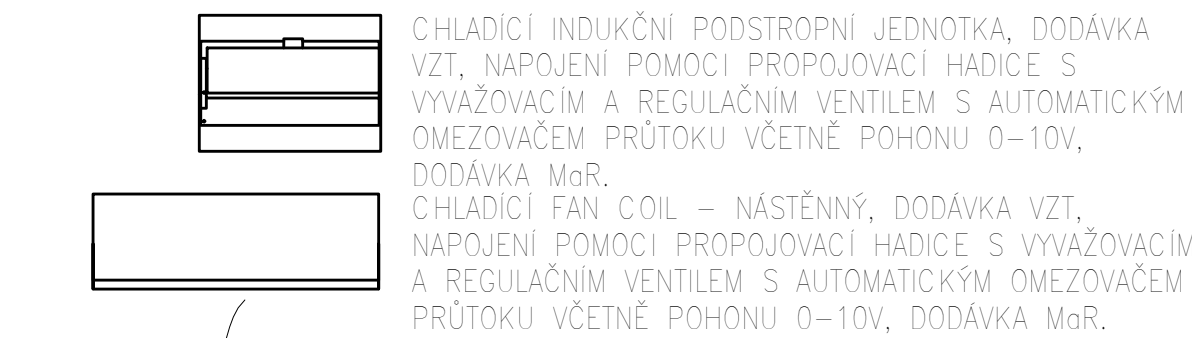 CHLADÍCÍ INDUKČNÍ PODSTROPNÍ JEDNOTKA, DODÁVKA
VZT, NAPOJENÍ POMOCI PROPOJOVACÍ HADICE S
VYVAŽOVACÍM A REGULAČNÍM VENTILEM S AUTOMATICKÝM
OMEZOVAČEM PRŮTOKU VČETNĚ POHONU 0-10V,
DODÁVKA MaR.
CHLADÍCÍ FAN COIL - NÁSTĚNNÝ, DODÁVKA VZT,
NAPOJENÍ POMOCI PROPOJOVACÍ HADICE S VYVAŽOVACÍM
A REGULAČNÍM VENTILEM S AUTOMATICKÝM OMEZOVAČEM
PRŮTOKU VČETNĚ POHONU 0-10V, DODÁVKA MaR.